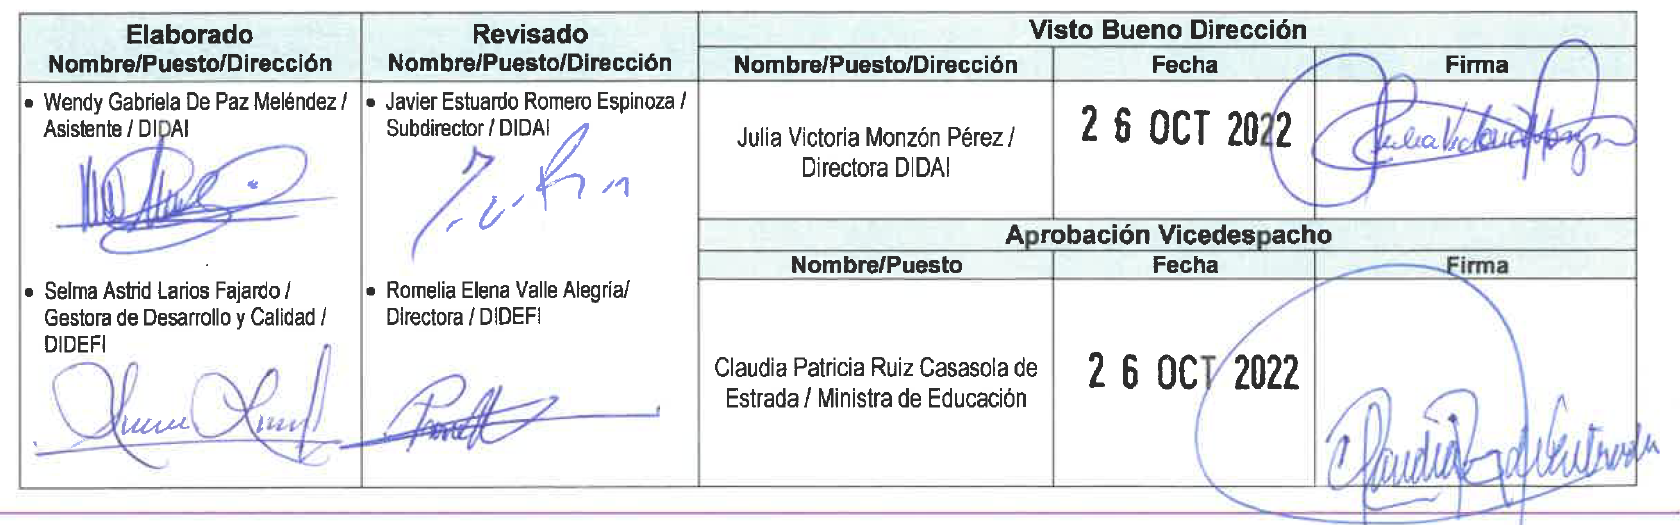 Elaborado
Nombre/Puesto/Dirección
Revisado
Nombre/Puesto/Dirección
Visto Bueno Dirección
Nombre/Puesto/Dirección
Fecha
Firma
• Wendy Gabriela De Paz Meléndez /
Asistente / DIDAI
• Javier Estuardo Romero Espinoza /
Subdirector / DIDAI
Julia Victoria Monzón Pérez /
Directora DIDAI
26 OCT 2022
Aprobación Vicedespacho
Nombre/Puesto
Fecha
Firma
• Selma Astrid Larios Fajardo /
Gestora de Desarrollo y Calidad /
DIDEFI
• Romelia Elena Valle Alegría/
Directora / DIDEFI
Claudia Patricia Ruiz Casasola de
Estrada / Ministra de Educación
26 OCT 2022